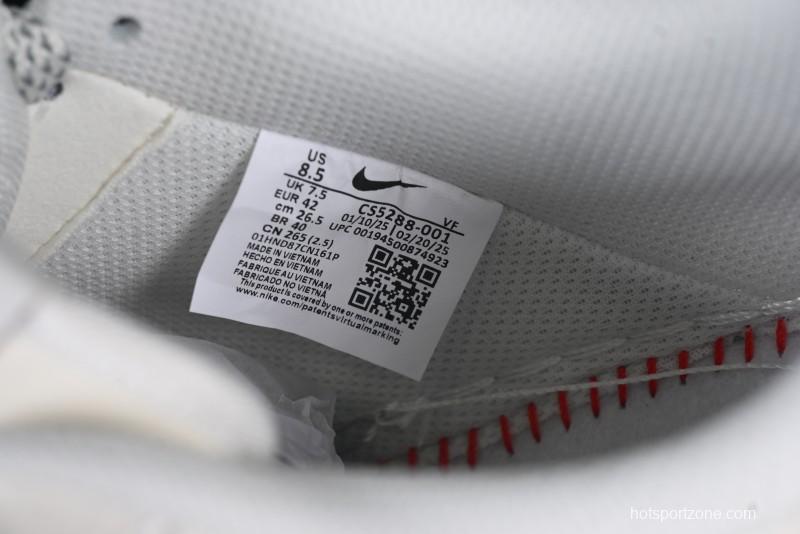 US
8.5
UK 7.5
EUR 42
cm 26.5
BR 40
CN 265 (2.5)
01HND87CN161P
MADE IN VIETNAM
HECHO EN VIETNAM
FABRIQUE AU VIETNAM
FABRICADO NO VIETNÃ
This product is covered by one or more patents:
www.nike.com/patentsvirtualmarking
VF
CS5288-001
01/10/25 | 02/20/25
UPC 00194500874923
hotsportzone.com